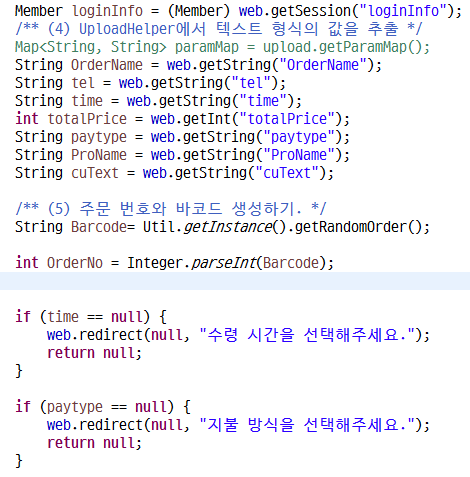 Member loginInfo = (Member) web.getSession("loginInfo");
/** (4) UploadHelper에서 텍스트 형식의 값을 추출 */
Map<String, String> paramMap = upload.getParamMap();
String OrderName = web.getString("OrderName");
String tel = web.getString("tel");
String time = web.getString("time");
int totalPrice = web.getInt("totalPrice");
String paytype = web.getString("paytype");
String ProName = web.getString("ProName");
String cuText = web.getString("cuText");
/** (5) 주문 번호와 바코드 생성하기. */
String Barcode= Util.getInstance().getRandomOrder();
int OrderNo = Integer.parseInt(Barcode);
if (time == null) {
web.redirect(null, "수령 시간을 선택해주세요.");
return null;
}
if (paytype == null) {
web.redirect(null, "지불 방식을 선택해주세요.");
return null;
}